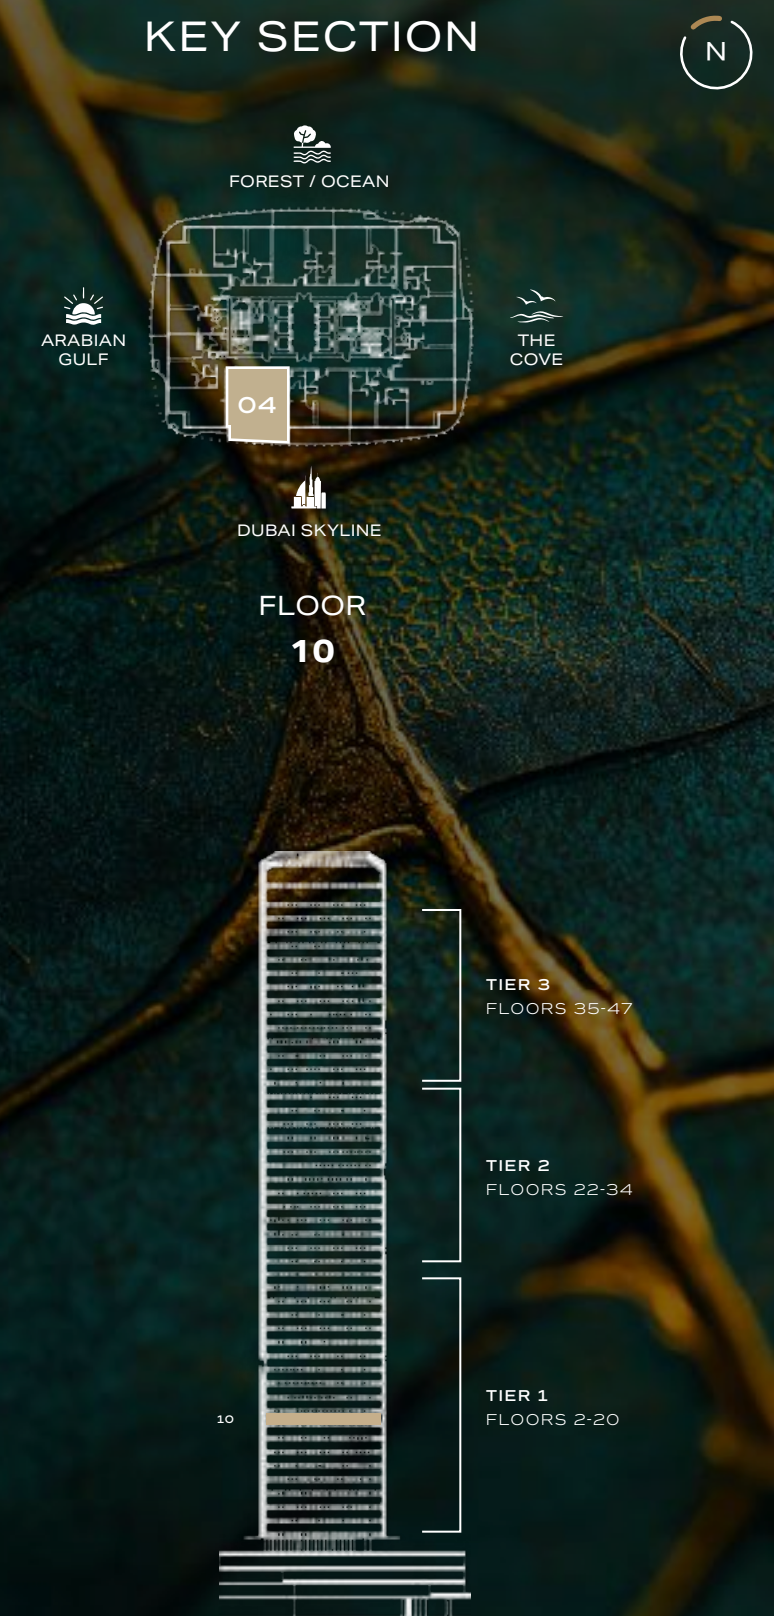 KEY SECTION
N
FOREST / OCEAN
ARABIAN
GULF
THE
COVE
04
DUBAI SKYLINE
FLOOR
10
TIER 3
FLOORS 35-47
TIER 2
FLOORS 22-34
TIER 1
FLOORS 2-20
10